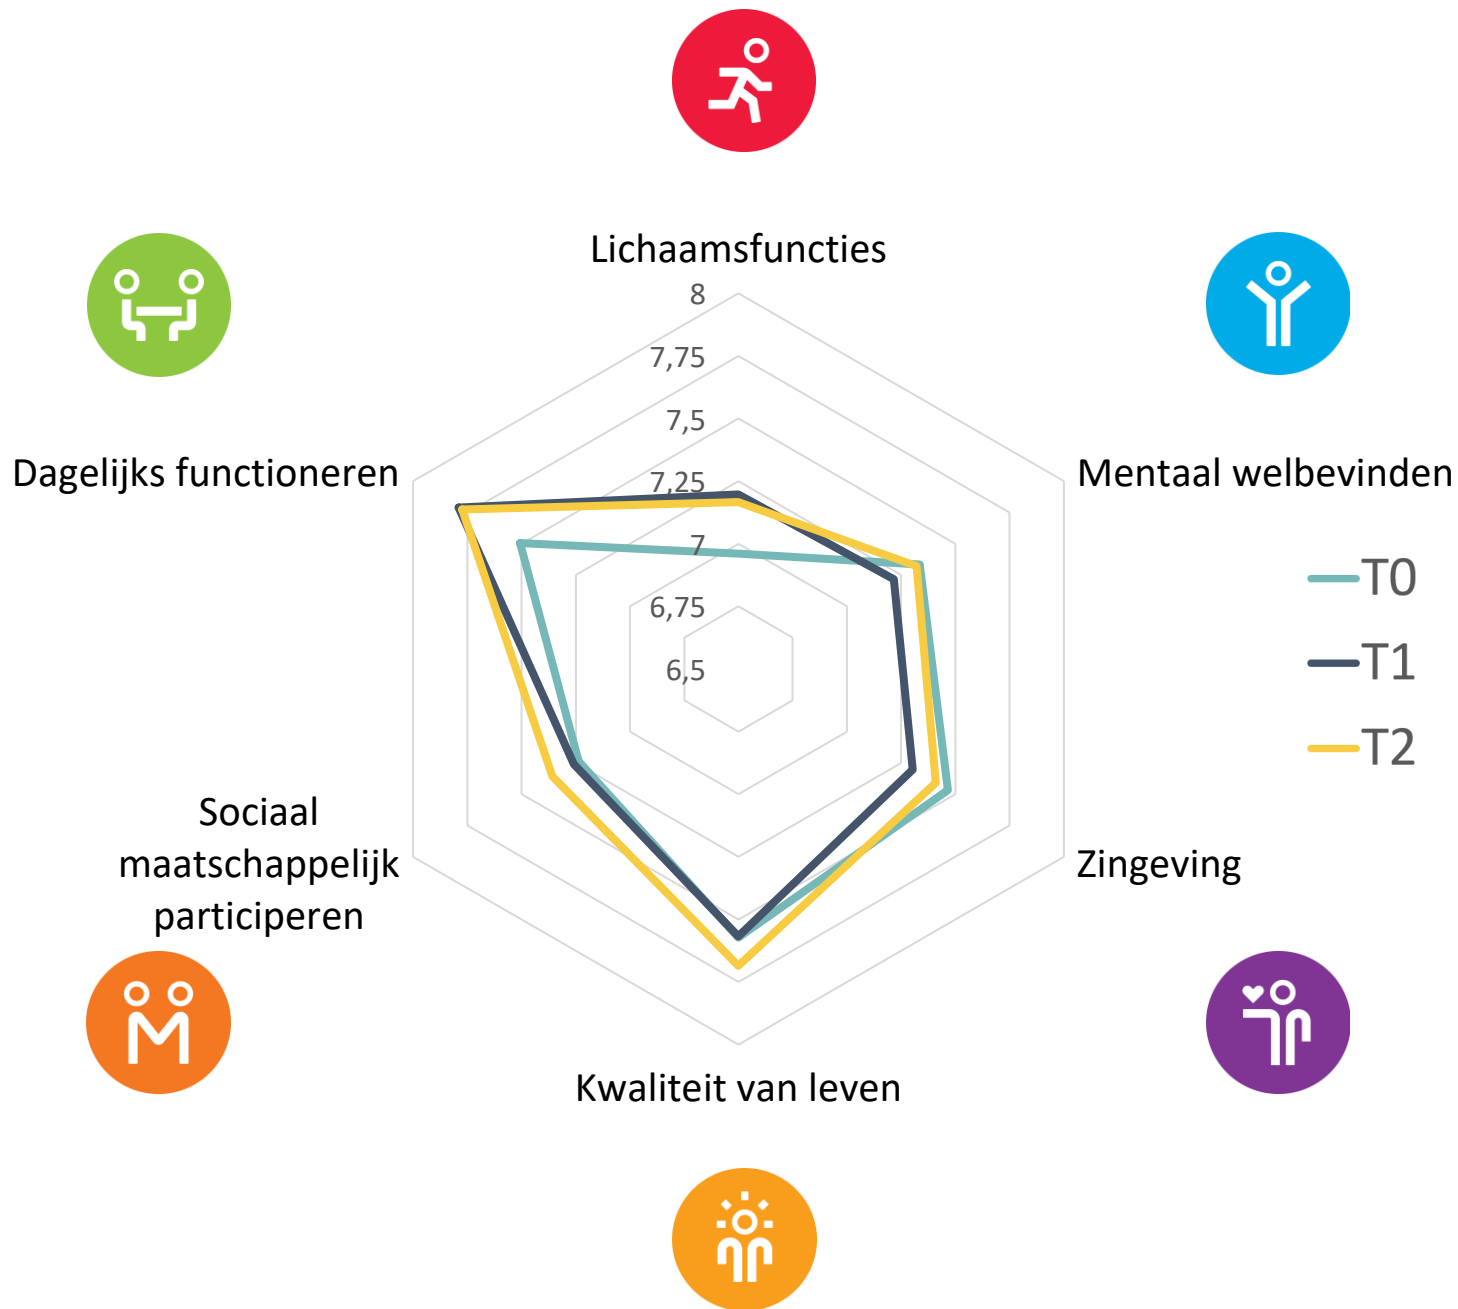 Lichaamsfuncties
8
7,75
7,5
7,25
7
6,75
6,5
Dagelijks functioneren
Mentaal welbevinden
T0
T1
T2
Sociaal
maatschappelijk
participeren
Zingeving
Kwaliteit van leven